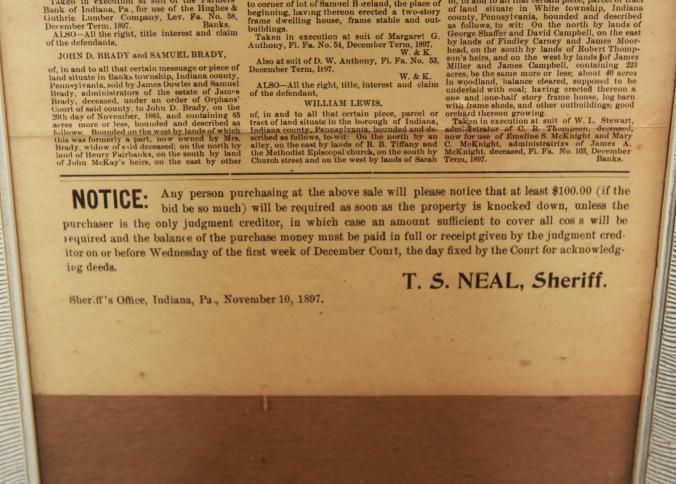 Taken in execution at suit of the Farmers'
Bank of Indiana, Pa., for use of the Hughes &
Guthrie Lumber Company, Lev. Fa. No. 58,
December Term, 1897. Banks.
ALSO—All the right, title, interest and claim
of the defendants,
JOHN D. BRADY and SAMUEL BRADY,
of, in and to all that certain message or piece of
land situate in Banks township, Indiana county,
Pennsylvania, sold by James Dowler and Samuel
Brady, administrators of the estate of James
Brady, deceased, under an order of Orphans'
Court of said county, to John D. Brady, on the
20th day of November, 1883, and containing 65
acres more or less, bounded and described as
follows: Bounded on the west by lands of which
this was formerly a part, now owned by Mrs.
Brady, widow of said deceased; on the north by
land of Henry Fairbanks, on the south by land
of John McKay's heirs, on the east by other
to corner of lot of Samuel Boreland, the place of
beginning, having thereon erected a two-story
frame dwelling house, frame stable and out-
buildings.
Taken in execution at suit of Margaret G.
Anthony, Fi. Fa. No. 54, December Term, 1897.
W. & K.
Also at suit of D. W. Anthony, Fi. Fa. No. 53,
December Term, 1897.
W. & K.
ALSO—All the right, title, interest and claim
of the defendant,
WILLIAM LEWIS,
of, in and to all that certain piece, parcel or
tract of land situate in the borough of Indiana,
Indiana county, Pennsylvania, bounded and de-
scribed as follows, to-wit: On the north by an
alley, on the east by lands of B. B. Tiffany and
the Methodist Episcopal church, on the south by
Church street and on the west by lands of Sarah
of, in and to all that certain piece, parcel or tract
of land situate in White township, Indiana
county, Pennsylvania, bounded and described
as follows, to wit: On the north by lands of
George Shaffer and David Campbell, on the east
by lands of Findley Carney and James Moor-
head, on the south by lands of Robert Thomp-
son's heirs, and on the west by lands of James
Miller and James Campbell, containing 223
acres, be the same more or less; about 40 acres
in woodland, balance cleared, supposed to be
underlaid with coal; having erected thereon a
one and one-half story frame house, log barn
with frame sheds, and other outbuildings; good
orchard thereon growing.
Taken in execution at suit of W. L. Stewart,
administrator of C. B. Thompson, deceased,
now for use of Emeline S. McKnight and Mary
C. McKnight, administratrixs of James A.
McKnight, deceased, Fi. Fa. No. 103, December
Term, 1897. Banks.
NOTICE: Any person purchasing at the above sale will please notice that at least $100.00 (if the
bid be so much) will be required as soon as the property is knocked down, unless the
purchaser is the only judgment creditor, in which case an amount sufficient to cover all cos s will be
required and the balance of the purchase money must be paid in full or receipt given by the judgment cred-
itor on or before Wednesday of the first week of December Court, the day fixed by the Court for acknowledg-
ing deeds.
T. S. NEAL, Sheriff.
Sheriff's Office, Indiana, Pa., November 10, 1897.